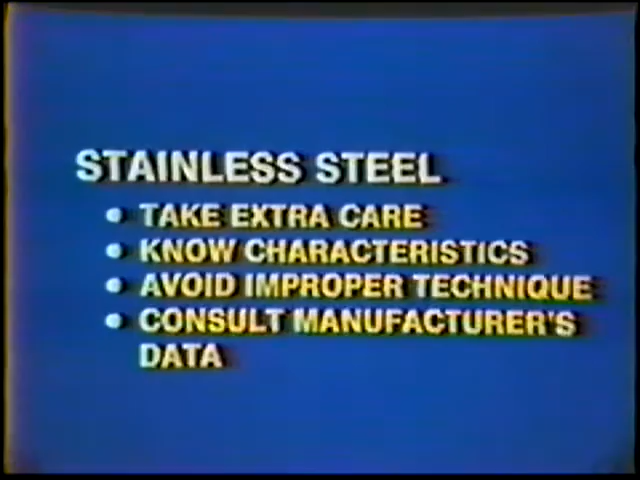 STAINLESS STEEL
• TAKE EXTRA CARE
• KNOW CHARACTERISTICS
• AVOID IMPROPER TECHNIQUE
• CONSULT MANUFACTURER'S
DATA